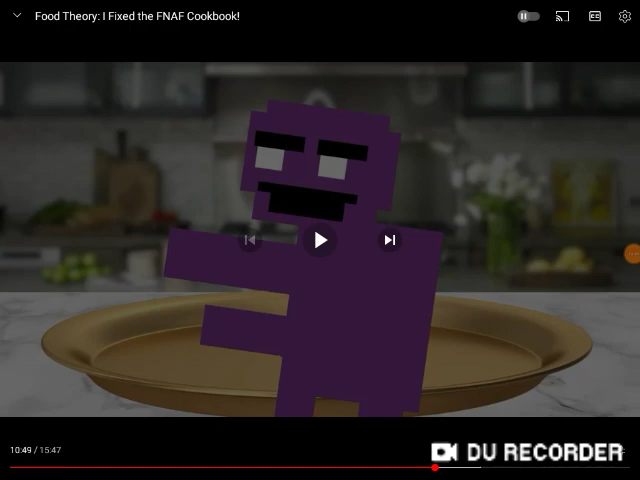 Food Theory: I Fixed the FNAF Cookbook!
CC
10:49 / 15:47
DU RECORDER